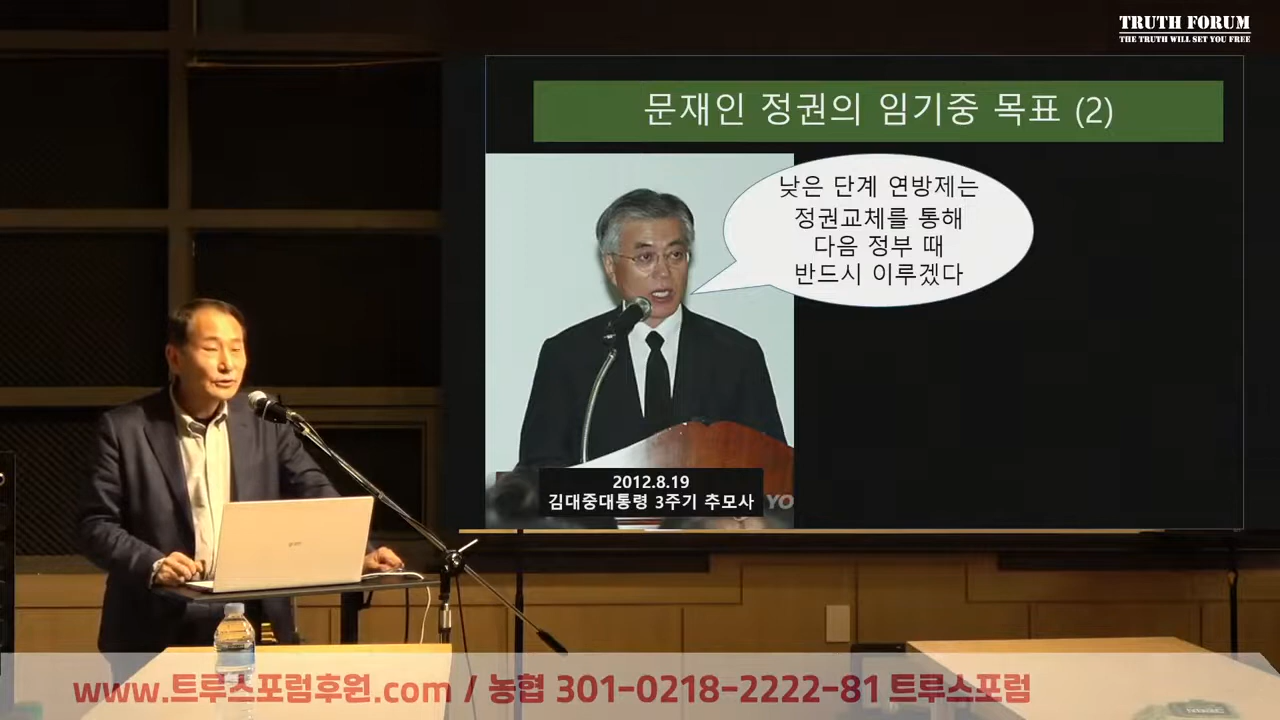 TRUTH FORUM
THE TRUTH WILL SET YOU FREE
문재인 정권의 임기중 목표 (2)
낮은 단계 연방제는
정권교체를 통해
다음 정부 때
반드시 이루겠다
2012.8.19
김대중대통령 3주기 추모사
YO
www.트루스포럼후원.com / 농협 301-0218-2222-81 트루스포럼